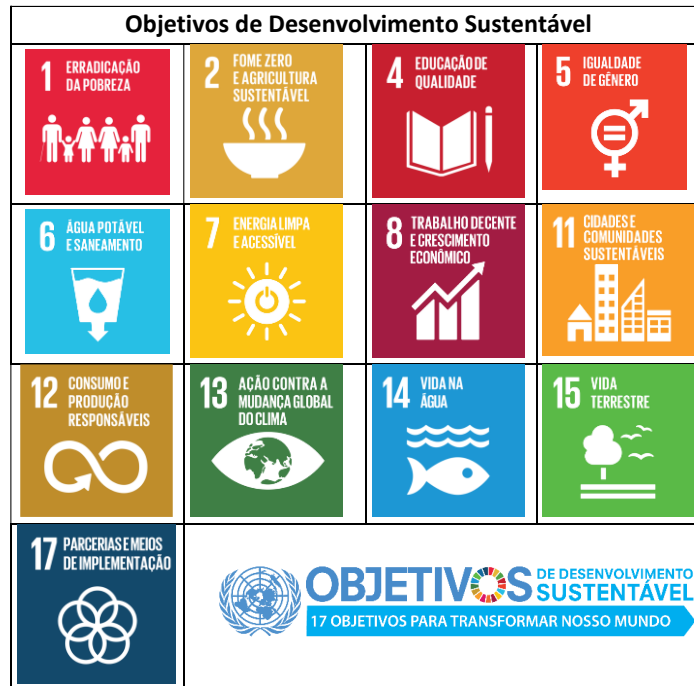 Objetivos de Desenvolvimento Sustentável
1 ERRADICAÇÃO
DA POBREZA
2 FOME ZERO
E AGRICULTURA
SUSTENTÁVEL
4 EDUCAÇÃO DE
QUALIDADE
5 IGUALDADE
DE GÊNERO
6 ÁGUA POTÁVEL
E SANEAMENTO
7 ENERGIA LIMPA
E ACESSÍVEL
8 TRABALHO DECENTE
E CRESCIMENTO
ECONÔMICO
11 CIDADES E
COMUNIDADES
SUSTENTÁVEIS
12 CONSUMO E
PRODUÇÃO
RESPONSÁVEIS
13 AÇÃO CONTRA A
MUDANÇA GLOBAL
DO CLIMA
14 VIDA NA
ÁGUA
15 VIDA
TERRESTRE
17 PARCERIAS E MEIOS
DE IMPLEMENTAÇÃO
OBJETIVOS DE DESENVOLVIMENTO
SUSTENTÁVEL
17 OBJETIVOS PARA TRANSFORMAR NOSSO MUNDO